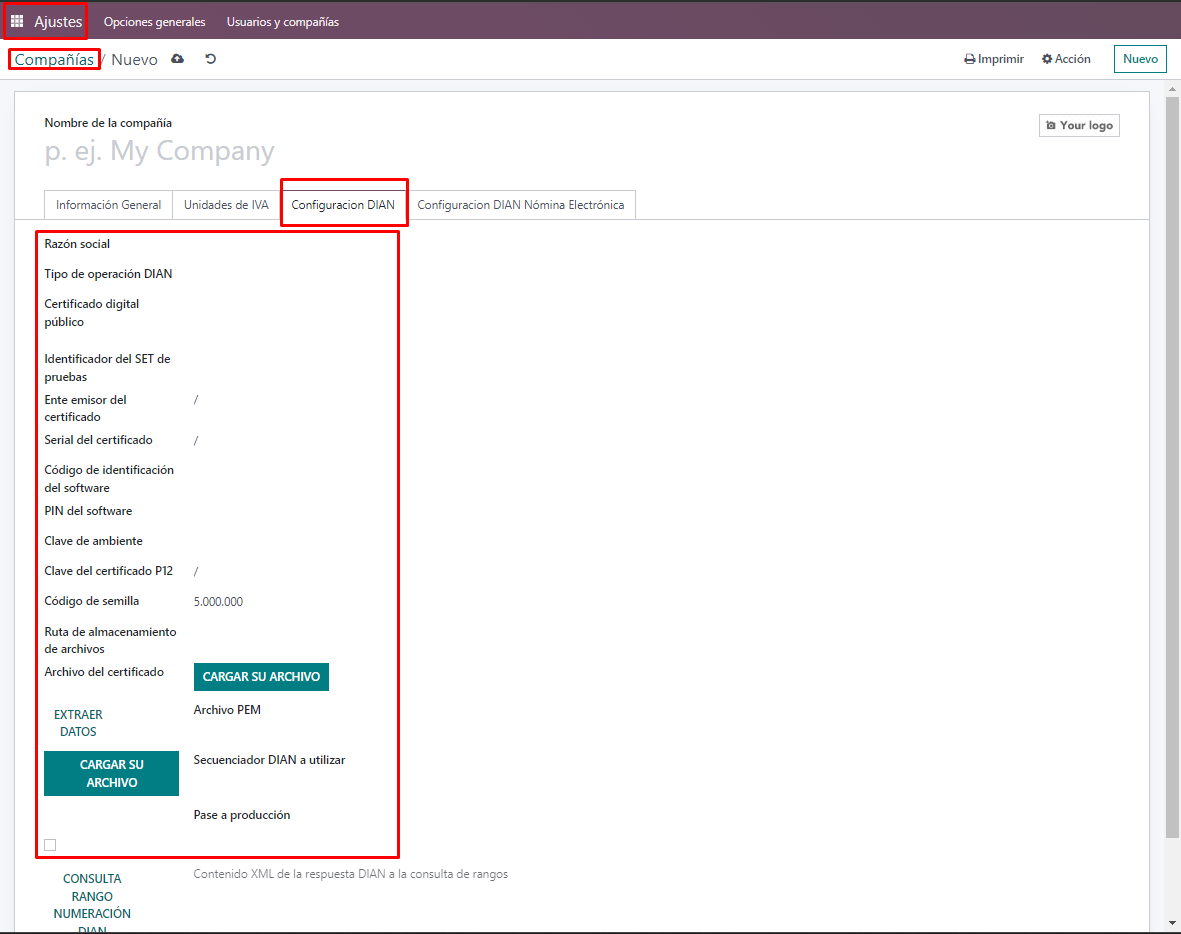 Ajustes Opciones generales Usuarios y compañías
Compañías / Nuevo Imprimir Acción Nuevo
Nombre de la compañía
p. ej. My Company
Your logo
Información General Unidades de IVA Configuracion DIAN Configuracion DIAN Nómina Electrónica
Razón social
Tipo de operación DIAN
Certificado digital
público
Identificador del SET de
pruebas
Ente emisor del /
certificado
Serial del certificado /
Código de identificación
del software
PIN del software
Clave de ambiente
Clave del certificado P12 /
Código de semilla 5.000.000
Ruta de almacenamiento
de archivos
Archivo del certificado CARGAR SU ARCHIVO
EXTRAER
DATOS
Archivo PEM
CARGAR SU
ARCHIVO
Secuenciador DIAN a utilizar
Pase a producción
CONSULTA
RANGO
NUMERACIÓN
DIAN
Contenido XML de la respuesta DIAN a la consulta de rangos